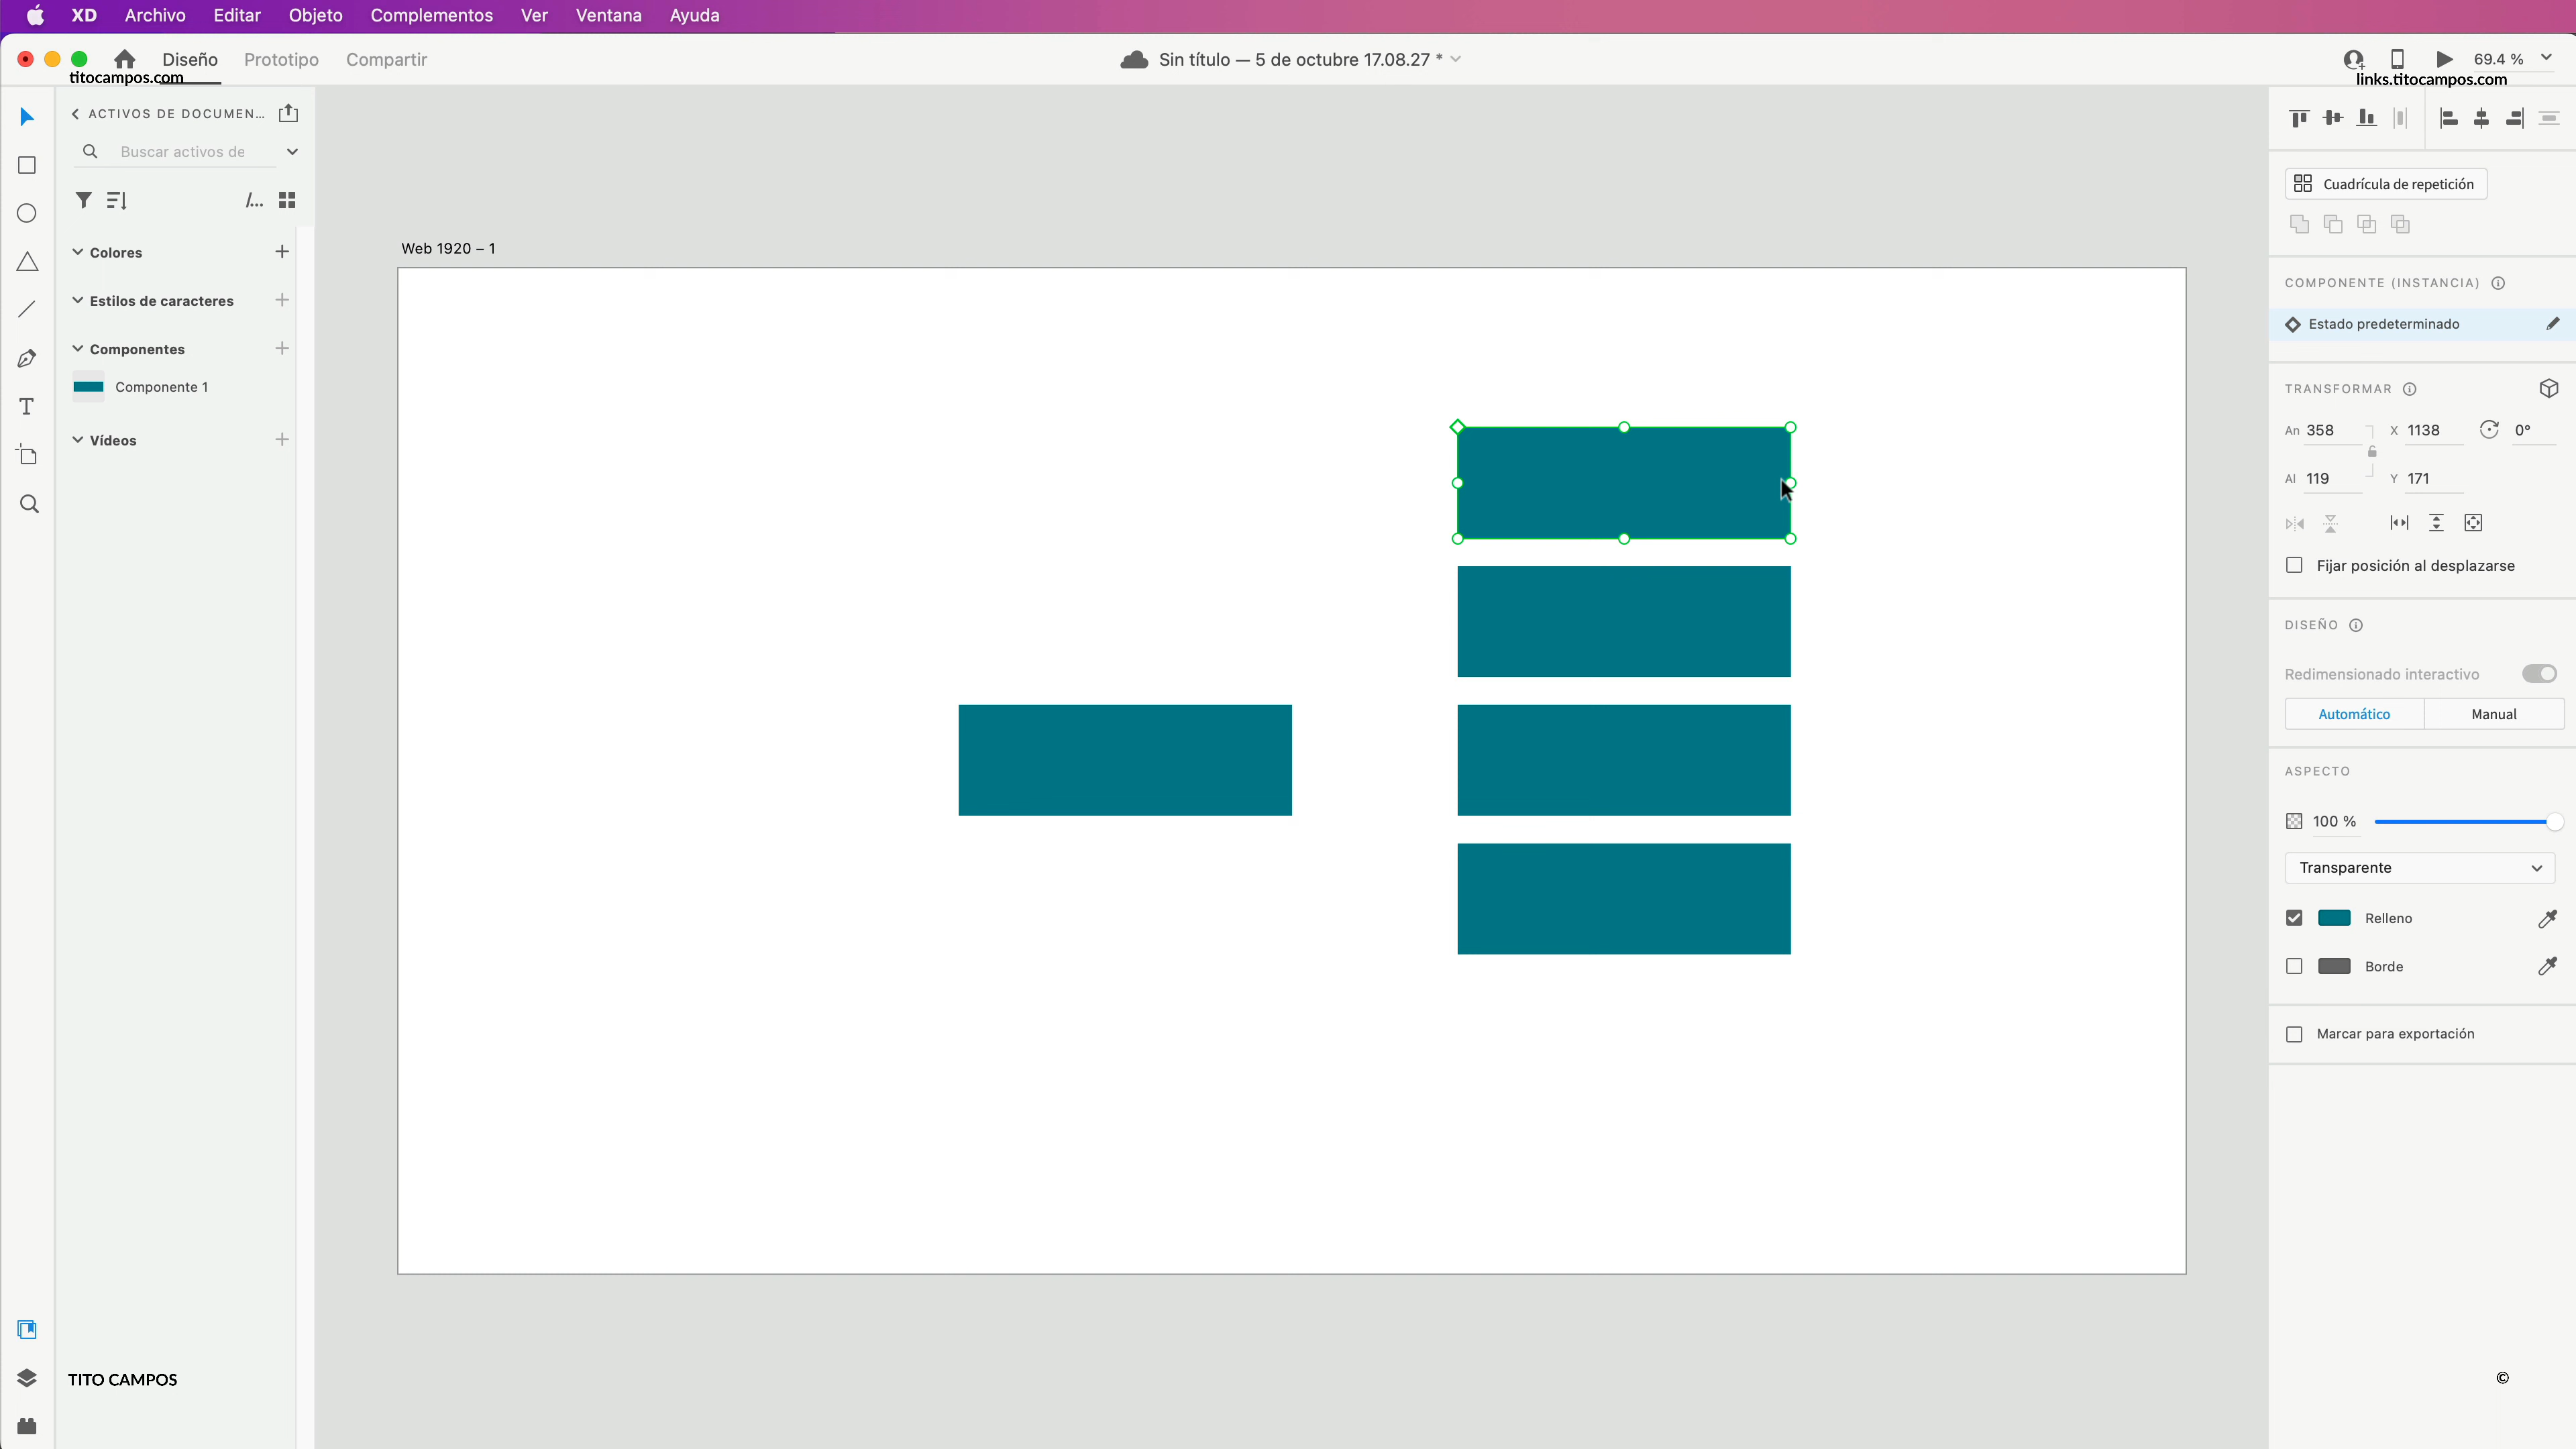 XD Archivo Editar Objeto Complementos Ver Ventana Ayuda
Diseño Prototipo Compartir
Sin título — 5 de octubre 17.08.27 *
69.4 %
titocampos.com
links.titocampos.com
ACTIVOS DE DOCUMEN...
Buscar activos de
/...
Colores
Estilos de caracteres
Componentes
Componente 1
Vídeos
TITO CAMPOS
Web 1920 – 1
Cuadrícula de repetición
COMPONENTE (INSTANCIA)
Estado predeterminado
TRANSFORMAR
An 358 X 1138 0°
Al 119 Y 171
Fijar posición al desplazarse
DISEÑO
Redimensionado interactivo
Automático Manual
ASPECTO
100 %
Transparente
Relleno
Borde
Marcar para exportación
©